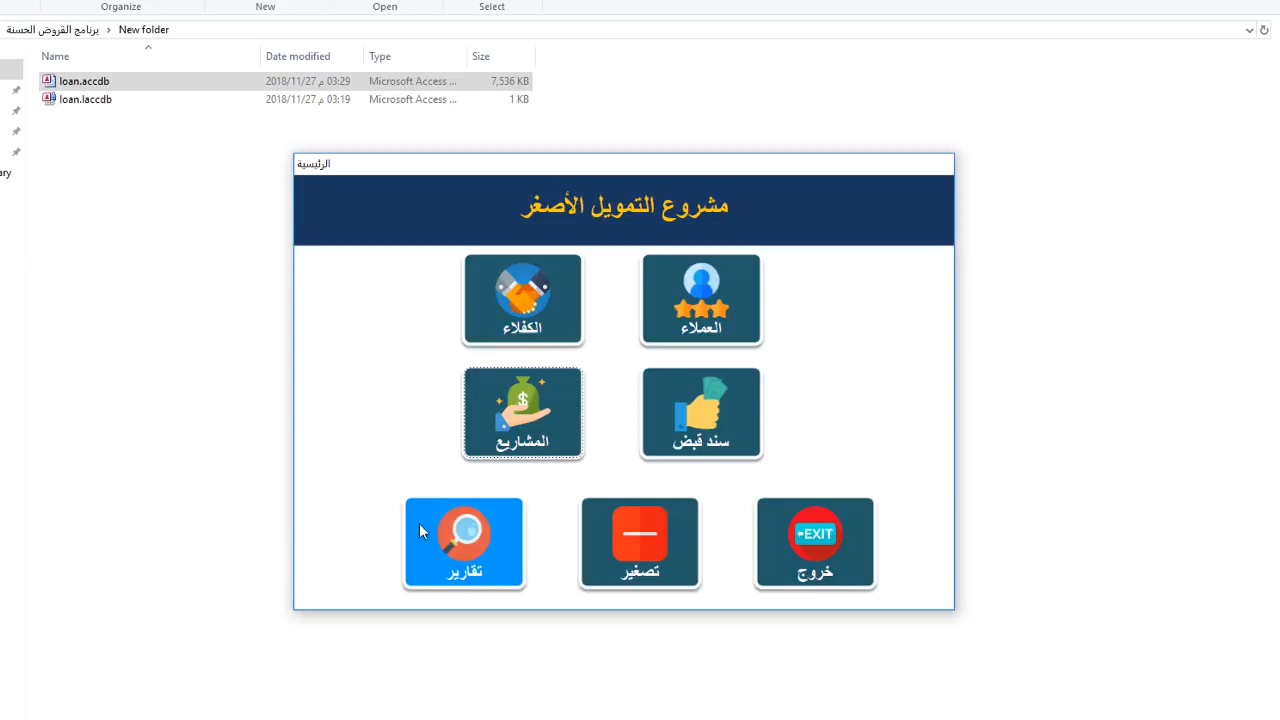 Organize
New
Open
Select
برنامج القروض الحسنة › New folder
Name
Date modified
Type
Size
loan.accdb
2018/11/27 03:29 م
Microsoft Access ...
7,536 KB
loan.laccdb
2018/11/27 03:19 م
Microsoft Access ...
1 KB
ary
الرئيسية
مشروع التمويل الأصغر
العملاء
الكفلاء
سند قبض
المشاريع
EXIT
خروج
تصغير
تقارير